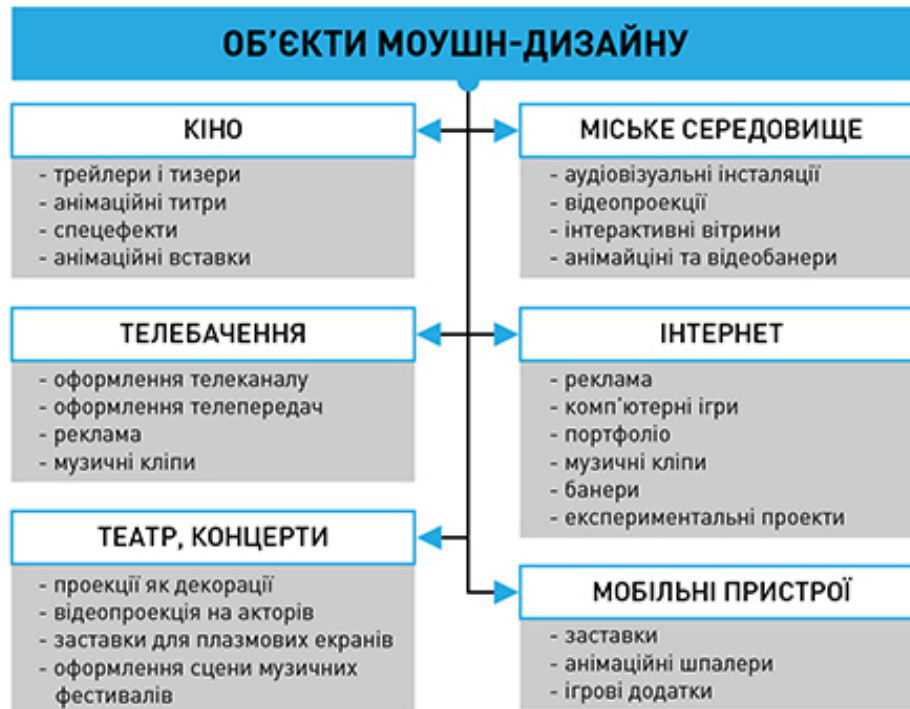 ОБ’ЄКТИ МОУШН-ДИЗАЙНУ
КІНО
- трейлери і тизери
- анімаційні титри
- спецефекти
- анімаційні вставки
МІСЬКЕ СЕРЕДОВИЩЕ
- аудіовізуальні інсталяції
- відеопроекції
- інтерактивні вітрини
- анімайціні та відеобанери
ТЕЛЕБАЧЕННЯ
- оформлення телеканалу
- оформлення телепередач
- реклама
- музичні кліпи
ІНТЕРНЕТ
- реклама
- комп'ютерні ігри
- портфоліо
- музичні кліпи
- банери
- експериментальні проекти
ТЕАТР, КОНЦЕРТИ
- проекції як декорації
- відеопроекція на акторів
- заставки для плазмових екранів
- оформлення сцени музичних
фестивалів
МОБІЛЬНІ ПРИСТРОЇ
- заставки
- анімаційні шпалери
- ігрові додатки